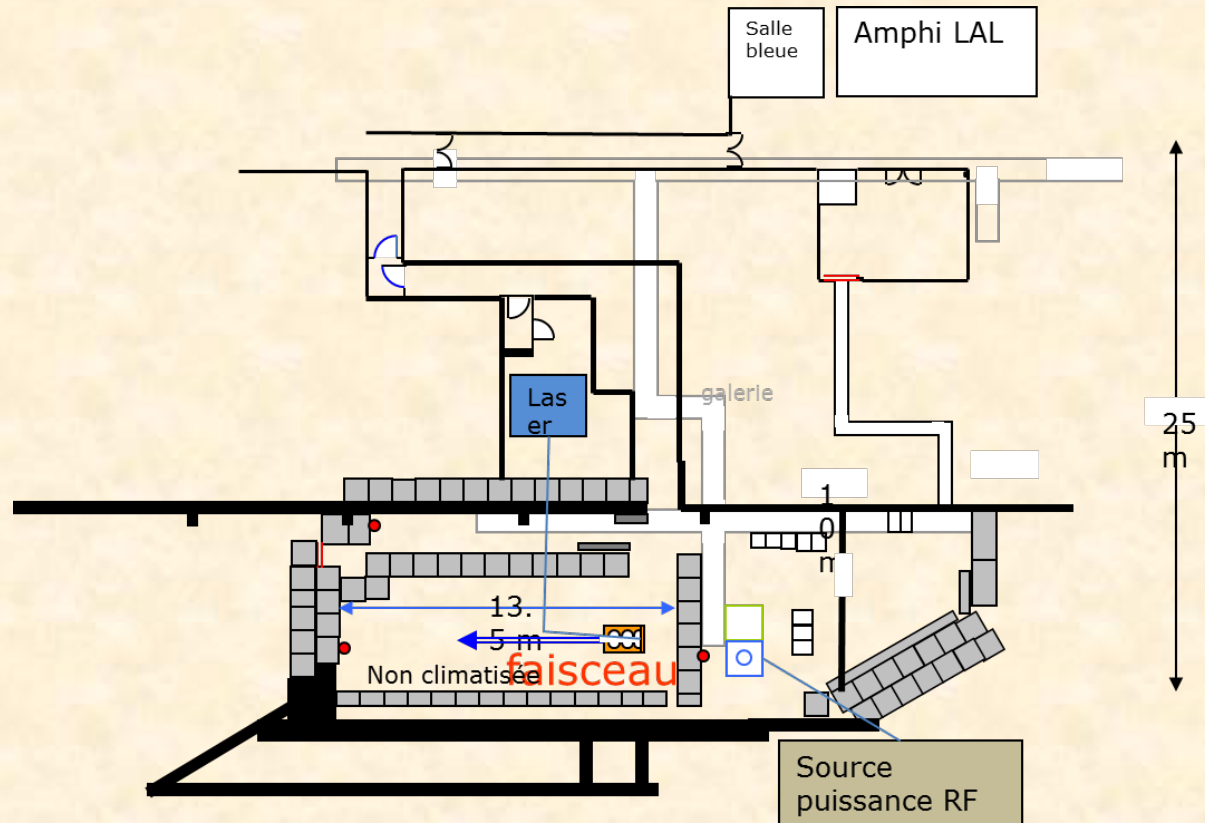 Salle
bleue
Amphi LAL
galerie
Las
er
25
m
1
0
m
13.
5 m
faisceau
Non climatisée
Source
puissance RF